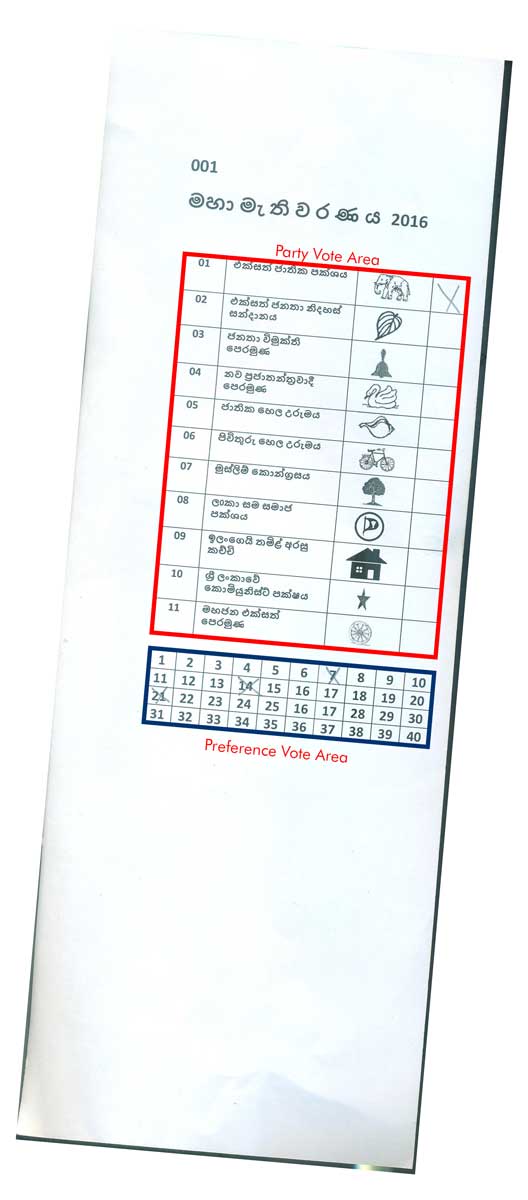 001
මහා මැතිවරණය 2016
Party Vote Area
01 එක්සත් ජාතික පක්ශය
02 එක්සත් ජනතා නිදහස්
සන්දානය
03 ජනතා විමුක්ති
පෙරමුණ
04 නව ප්‍රජාතන්ත්‍රවාදී
පෙරමුණ
05 ජාතික හෙල උරුමය
06 පිවිතුරු හෙල උරුමය
07 මුස්ලිම් කොන්ග්‍රසය
08 ලංකා සම සමාජ
පක්ශය
09 ඉලංගෙයි තමිළ් අරසු
කච්චි
10 ශ්‍රී ලංකාවේ
කොමියුනිස්ට් පක්ෂය
11 මහජන එක්සත්
පෙරමුණ
1 2 3 4 5 6 7 8 9 10
11 12 13 14 15 16 17 18 19 20
21 22 23 24 25 16 17 28 29 30
31 32 33 34 35 36 37 38 39 40
Preference Vote Area